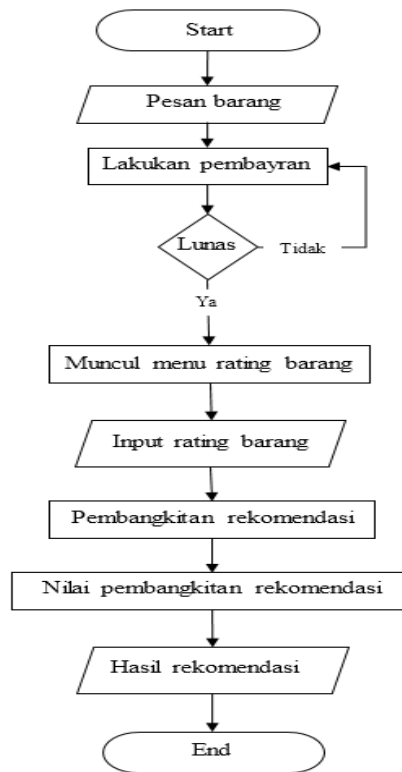 Start
Pesan barang
Lakukan pembayran
Lunas
Tidak
Ya
Muncul menu rating barang
Input rating barang
Pembangkitan rekomendasi
Nilai pembangkitan rekomendasi
Hasil rekomendasi
End